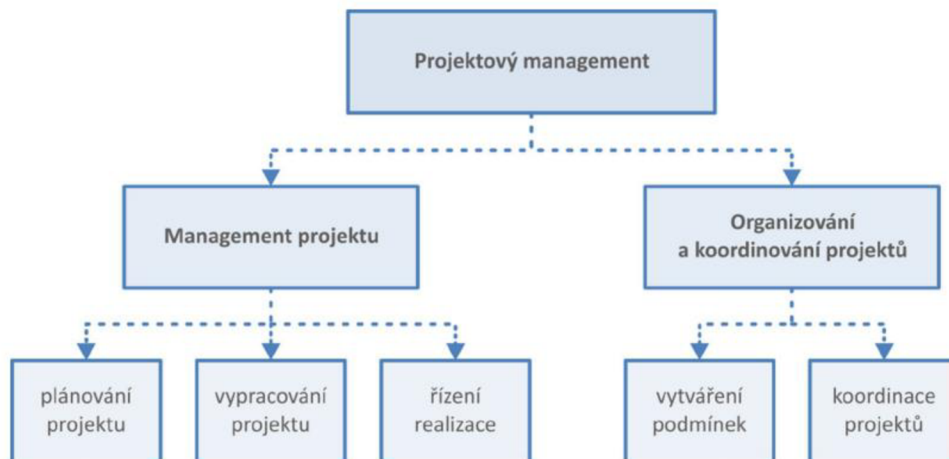 Projektový management
Management projektu
Organizování
a koordinování projektů
plánování
projektu
vypracování
projektu
řízení
realizace
vytváření
podmínek
koordinace
projektů